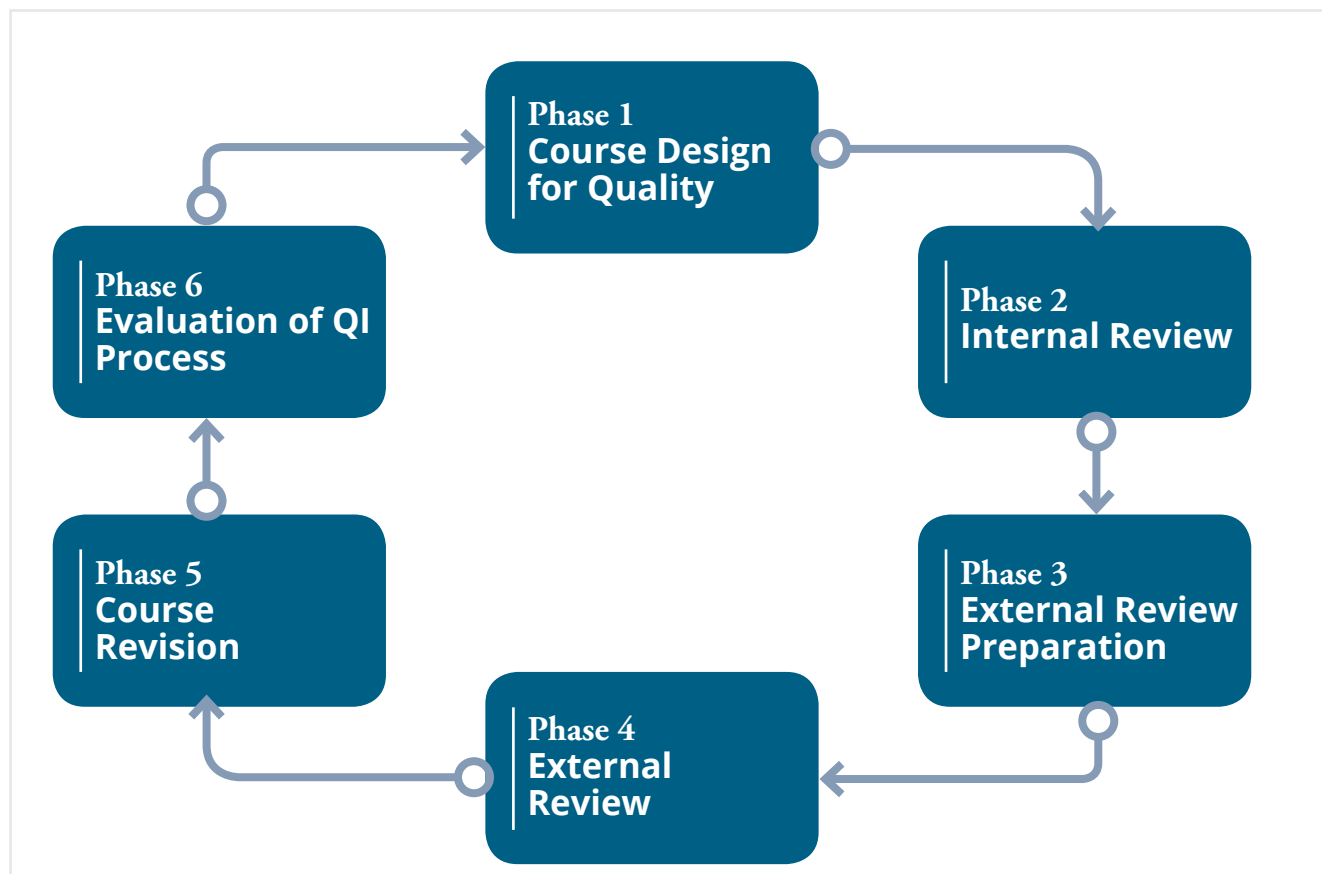 Phase 1
Course Design
for Quality
Phase 2
Internal Review
Phase 3
External Review
Preparation
Phase 4
External
Review
Phase 5
Course
Revision
Phase 6
Evaluation of QI
Process